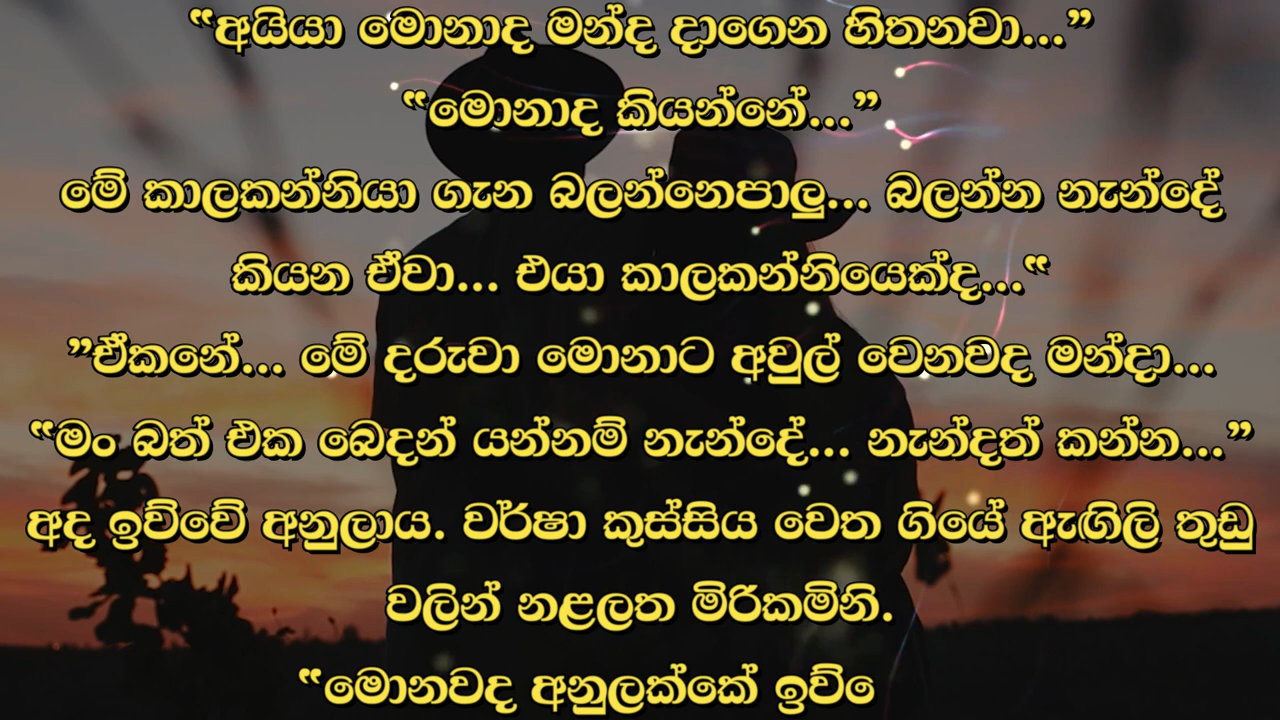 “අයියා මොනාද මන්ද දාගෙන හිතනවා...”
“මොනාද කියන්නේ...”
මේ කාලකන්නියා ගැන බලන්නෙපාලු... බලන්න නැන්දේ
කියන ඒවා... එයා කාලකන්නියෙක්ද...“
”ඒකනේ... මේ දරුවා මොනාට අවුල් වෙනවද මන්දා...
“මං බත් එක බෙදන් යන්නම් නැන්දේ... නැන්දත් කන්න...”
අද ඉව්වේ අනුලාය. වර්ෂා කුස්සිය වෙත ගියේ ඇඟිලි තුඩු
වලින් නළලත මිරිකමිනි.
“මොනවද අනුලක්කේ ඉව්ෙ